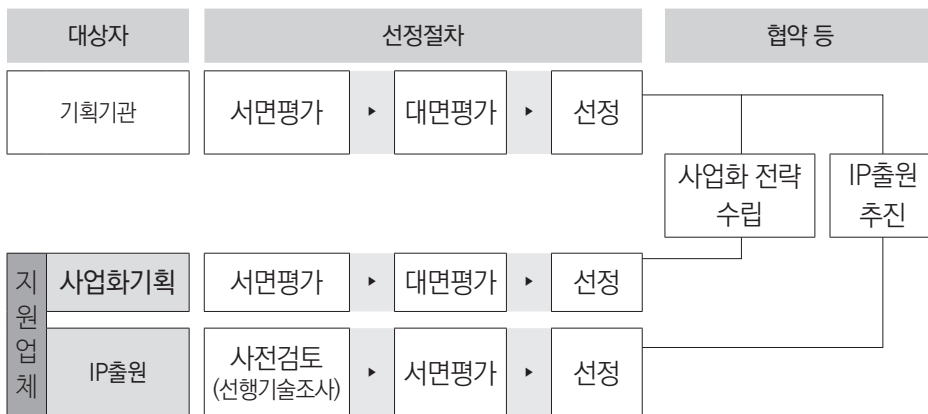 대상자
선정절차
협약 등
기획기관
서면평가
▸
대면평가
▸
선정
사업화 전략
수립
IP출원
추진
지
원
업
체
사업화기획
서면평가
▸
대면평가
▸
선정
IP출원
사전검토
(선행기술조사)
▸
서면평가
▸
선정